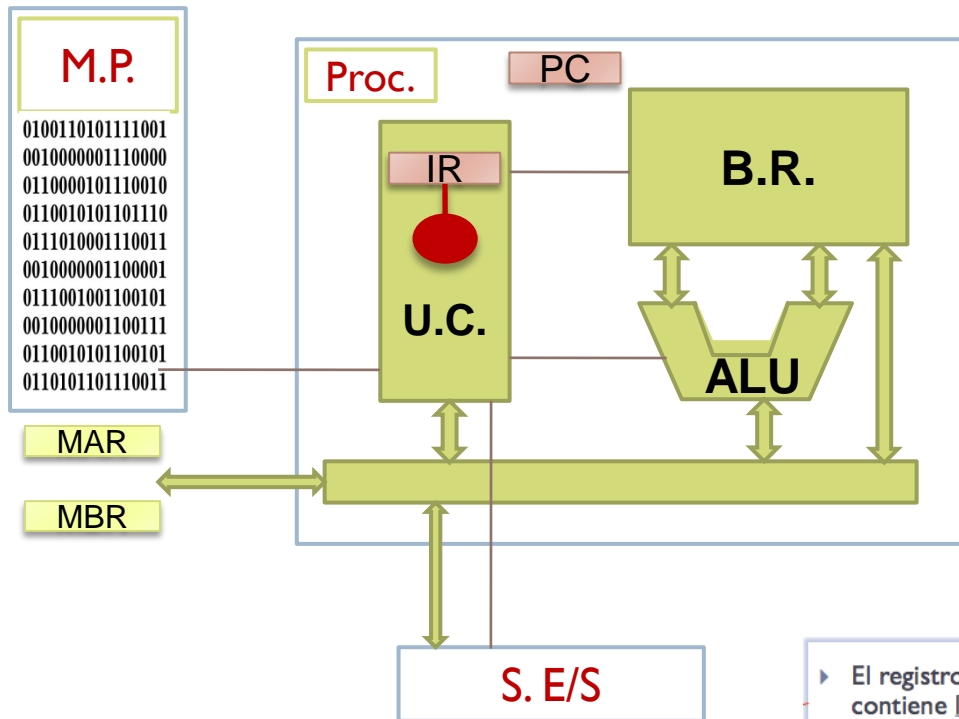 M.P.
0100110101111001
0010000001110000
0110000101110010
0110010101101110
0111010001110011
0010000001100001
0111001001100101
0010000001100111
0110010101100101
0110101101110011
MAR
MBR
Proc.
PC
IR
U.C.
B.R.
ALU
S. E/S
El registro
contiene